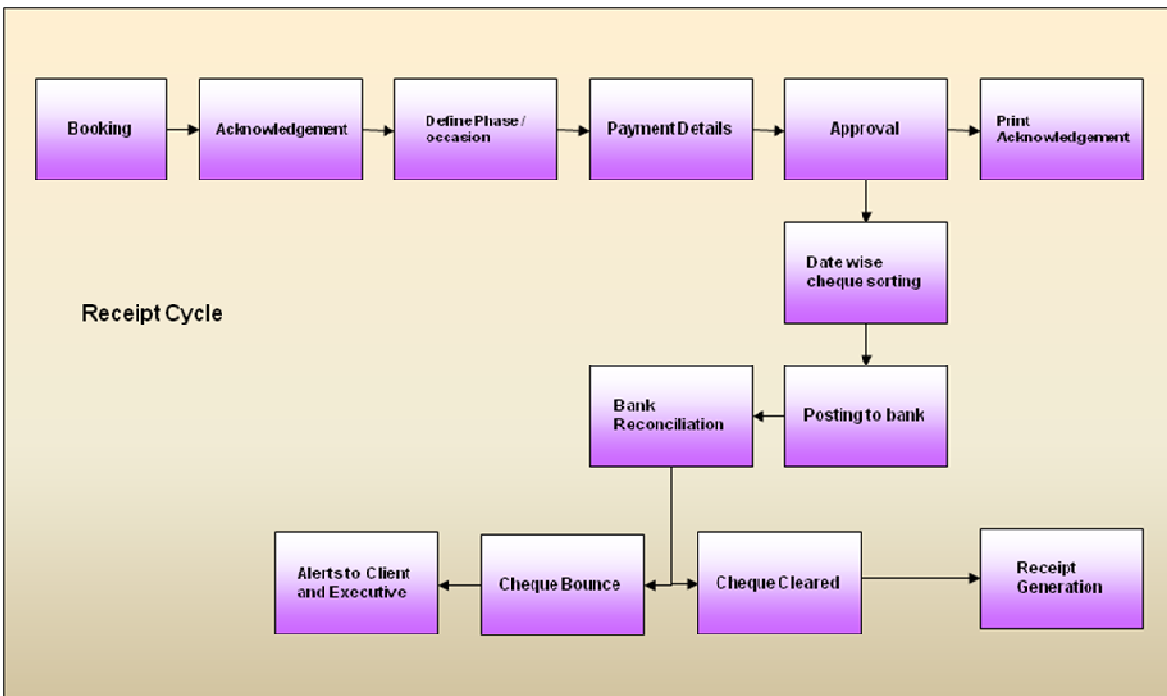 Booking
Acknowledgement
Define Phase /
occasion
Payment Details
Approval
Print
Acknowledgement
Date wise
cheque sorting
Receipt Cycle
Bank
Reconciliation
Posting to bank
Alerts to Client
and Executive
Cheque Bounce
Cheque Cleared
Receipt
Generation